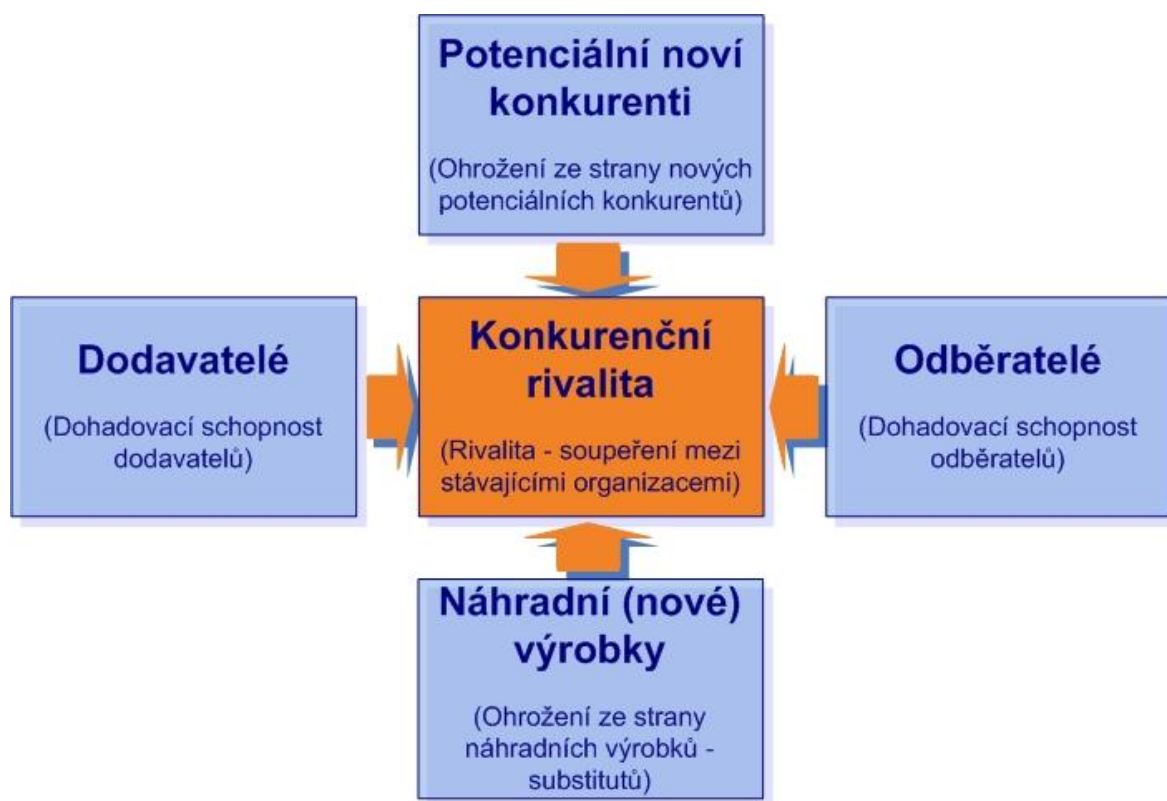 Potenciální noví
konkurenti
(Ohrožení ze strany nových
potenciálních konkurentů)
Dodavatelé
(Dohadovací schopnost
dodavatelů)
Konkurenční
rivalita
(Rivalita - soupeření mezi
stávajícími organizacemi)
Odběratelé
(Dohadovací schopnost
odběratelů)
Náhradní (nové)
výrobky
(Ohrožení ze strany
náhradních výrobků -
substitutů)